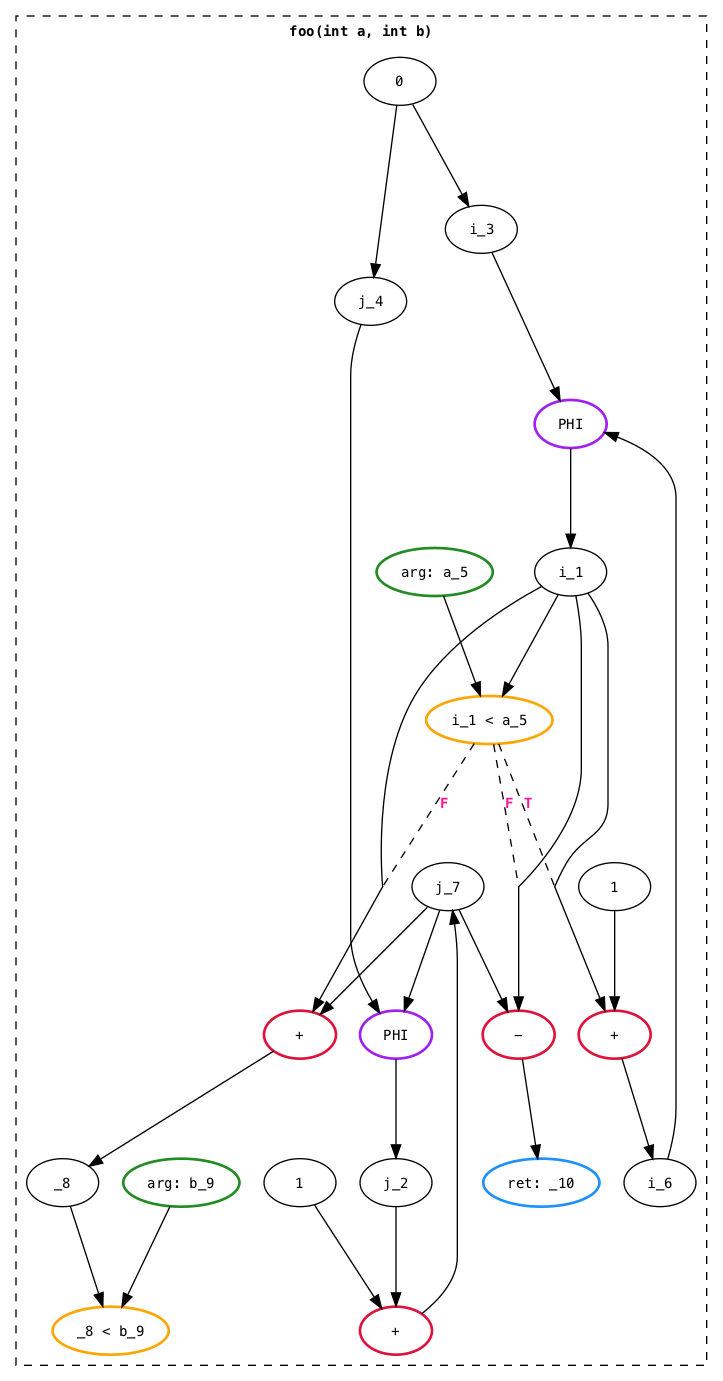 foo(int a, int b)
0
i_3
j_4
PHI
arg: a_5
i_1
i_1 < a_5
F
F
T
j_7
1
+
PHI
−
+
_8
arg: b_9
1
j_2
ret: _10
i_6
_8 < b_9
+